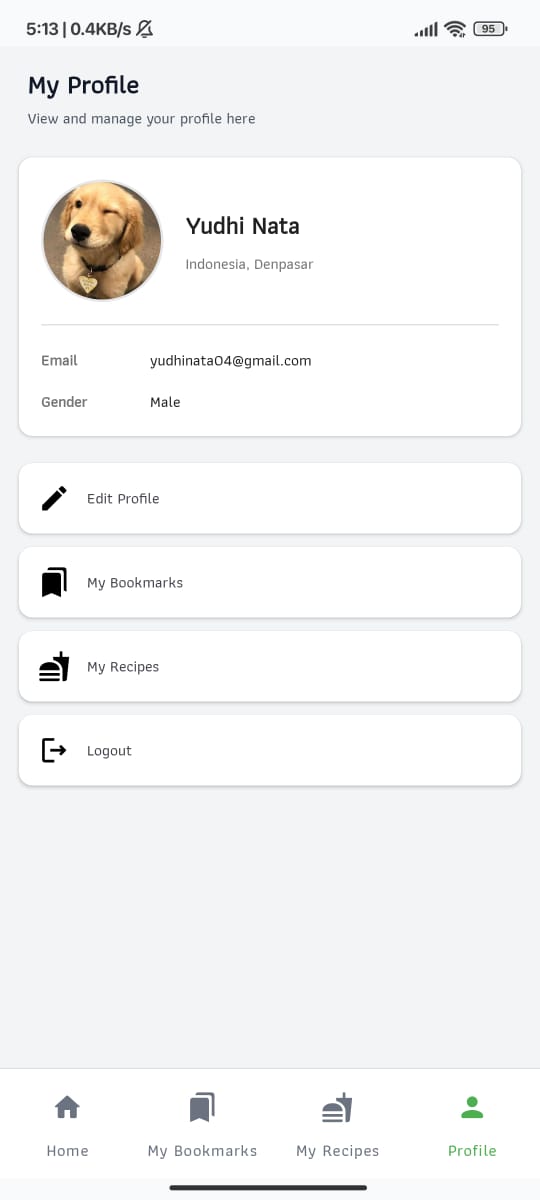 5:13 | 0.4KB/s
95
My Profile
View and manage your profile here
Yudhi Nata
Indonesia, Denpasar
Email yudhinata04@gmail.com
Gender Male
Edit Profile
My Bookmarks
My Recipes
Logout
Home My Bookmarks My Recipes Profile